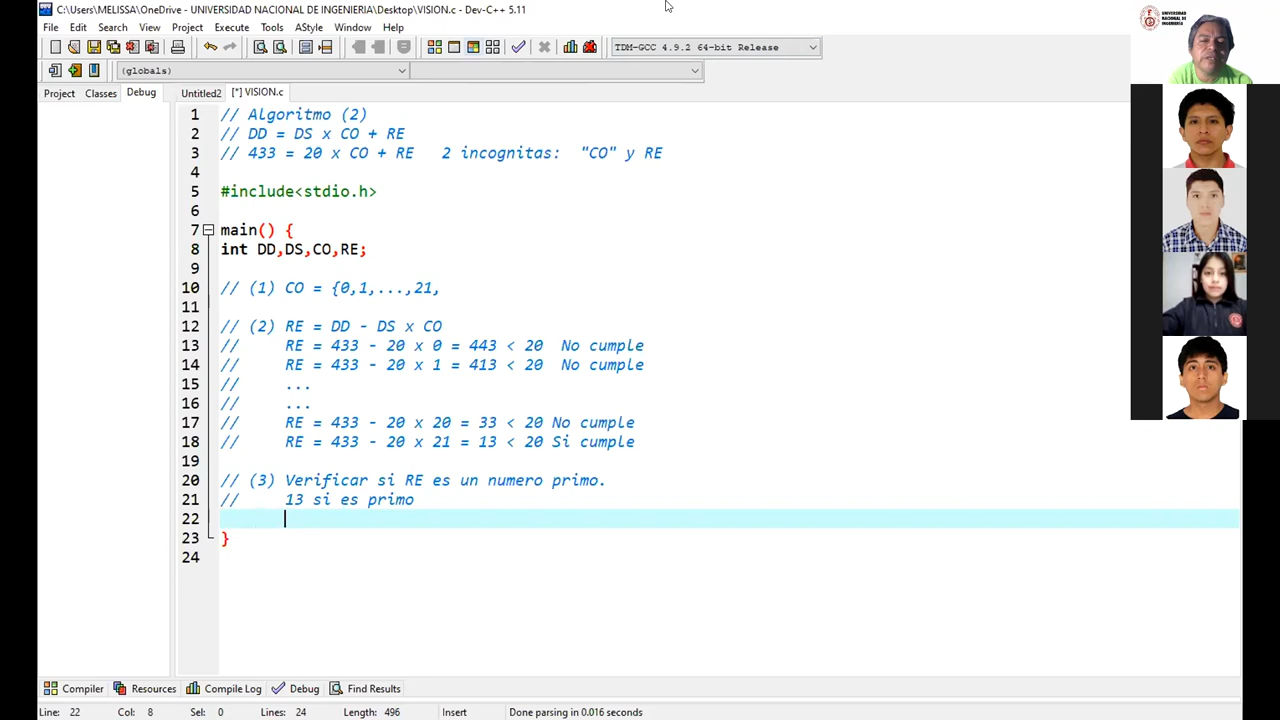 C:\Users\MELISSA\OneDrive - UNIVERSIDAD NACIONAL DE INGENIERIA\Desktop\VISION.c - Dev-C++ 5.11
File Edit Search View Project Execute Tools AStyle Window Help
TDM-GCC 4.9.2 64-bit Release
(globals)
Project Classes Debug Untitled2 [*] VISION.c
1 // Algoritmo (2)
2 // DD = DS x CO + RE
3 // 433 = 20 x CO + RE 2 incognitas: "CO" y RE
4
5 #include<stdio.h>
6
7 main() {
8 int DD,DS,CO,RE;
9
10 // (1) CO = {0,1,...,21,
11
12 // (2) RE = DD - DS x CO
13 // RE = 433 - 20 x 0 = 443 < 20 No cumple
14 // RE = 433 - 20 x 1 = 413 < 20 No cumple
15 // ...
16 // ...
17 // RE = 433 - 20 x 20 = 33 < 20 No cumple
18 // RE = 433 - 20 x 21 = 13 < 20 Si cumple
19
20 // (3) Verificar si RE es un numero primo.
21 // 13 si es primo
22
23 }
24
Compiler Resources Compile Log Debug Find Results
Line: 22 Col: 8 Sel: 0 Lines: 24 Length: 496 Insert Done parsing in 0.016 seconds
UNIVERSIDAD
NACIONAL DE
INGENIERÍA